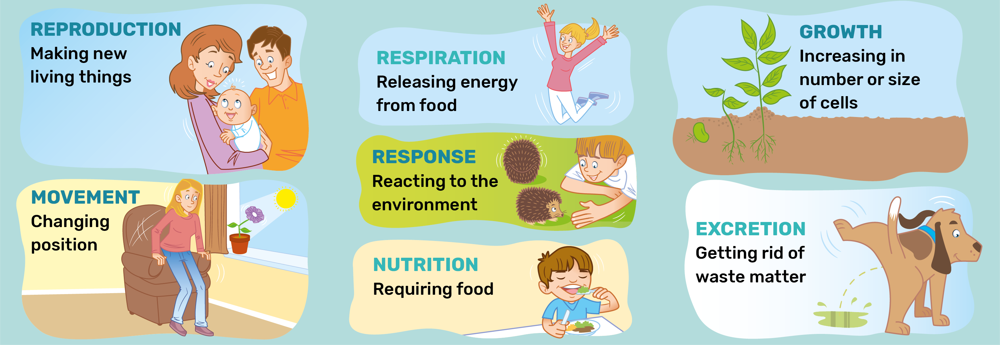 REPRODUCTION
Making new
living things
MOVEMENT
Changing
position
RESPIRATION
Releasing energy
from food
RESPONSE
Reacting to the
environment
NUTRITION
Requiring food
GROWTH
Increasing in
number or size
of cells
EXCRETION
Getting rid of
waste matter